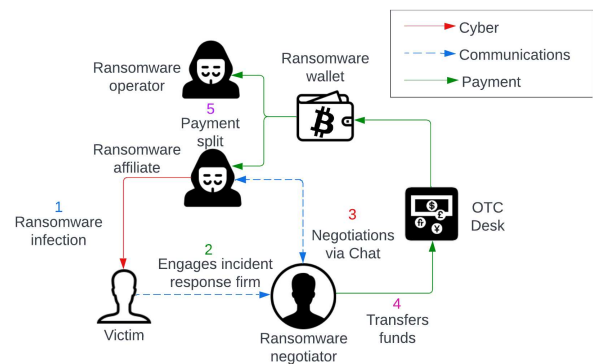 Cyber
Communications
Payment
Ransomware
operator
Ransomware
wallet
5
Payment
split
Ransomware
affiliate
1
Ransomware
infection
2
Engages incident
response firm
3
Negotiations
via Chat
OTC
Desk
4
Transfers
funds
Victim
Ransomware
negotiator